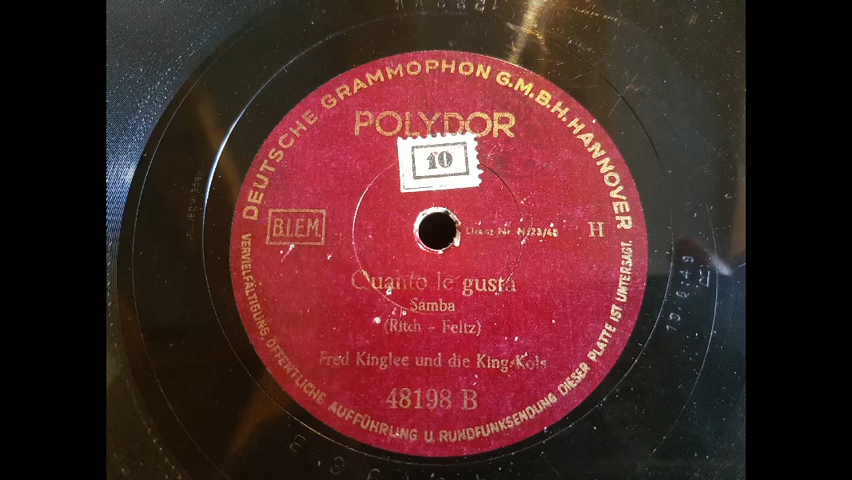 DEUTSCHE GRAMMOPHON G.M.B.H. HANNOVER
POLYDOR
10
B.I.E.M.
H
Quanto le gusta
Samba
(Ritch - Feltz)
Fred Kinglee und die King-Kols
48198 B
VERVIELFÄLTIGUNG, ÖFFENTLICHE AUFFÜHRUNG U. RUNDFUNKSENDUNG DIESER PLATTE IST UNTERSAGT.